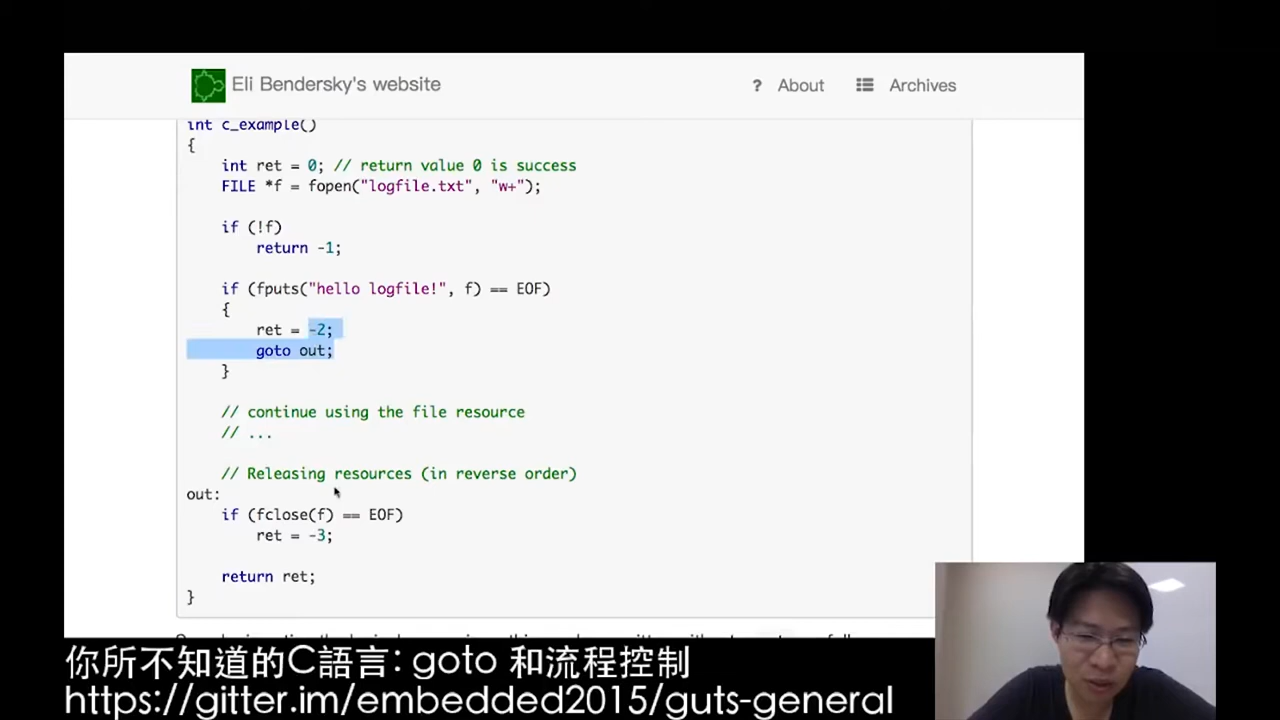 Eli Bendersky's website
? About
Archives
int c_example()
{
int ret = 0; // return value 0 is success
FILE *f = fopen("logfile.txt", "w+");
if (!f)
return -1;
if (fputs("hello logfile!", f) == EOF)
{
ret = -2;
goto out;
}
// continue using the file resource
// ...
// Releasing resources (in reverse order)
out:
if (fclose(f) == EOF)
ret = -3;
return ret;
}
你所不知道的C語言: goto 和流程控制
https://gitter.im/embedded2015/guts-general